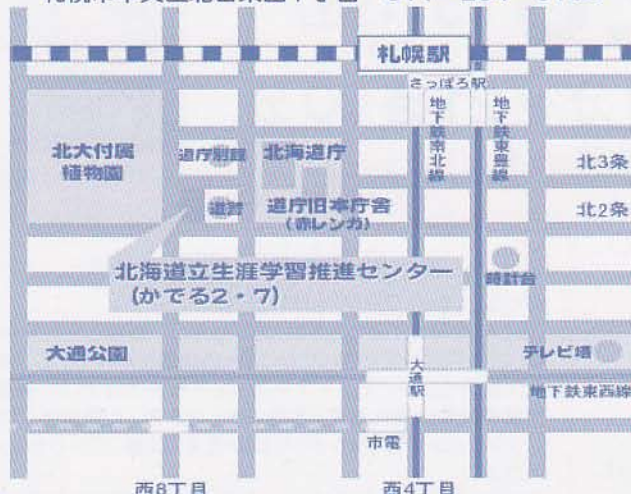 札幌駅
さっぽろ駅
地下鉄南北線
地下鉄東豊線
北大付属
植物園
道庁別館
北海道庁
北3条
道警
道庁旧本庁舎
(赤レンガ)
北2条
北海道立生涯学習推進センター
(かでる2・7)
時計台
大通公園
テレビ塔
大通駅
地下鉄東西線
市電
西8丁目
西4丁目